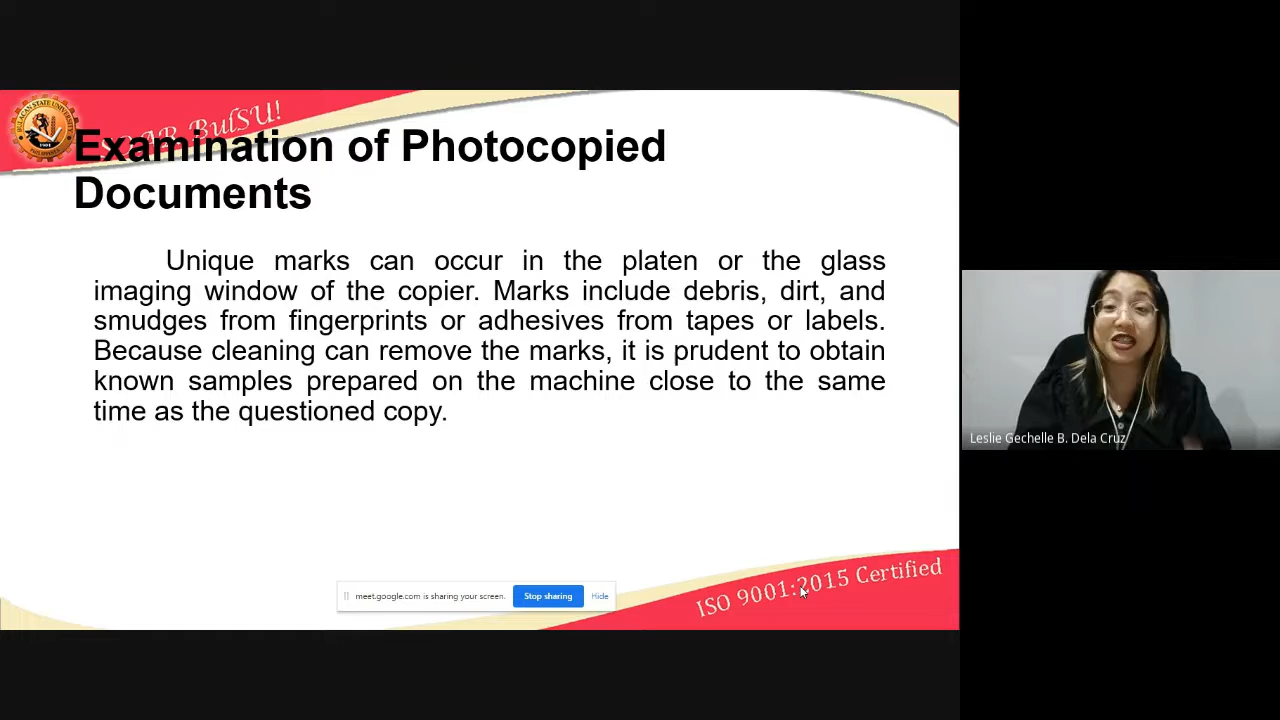 BulSU!
Examination of Photocopied
Documents
Unique marks can occur in the platen or the glass
imaging window of the copier. Marks include debris, dirt, and
smudges from fingerprints or adhesives from tapes or labels.
Because cleaning can remove the marks, it is prudent to obtain
known samples prepared on the machine close to the same
time as the questioned copy.
Leslie Gechelle B. Dela Cruz
meet.google.com is sharing your screen.
Stop sharing
Hide
ISO 9001:2015 Certified